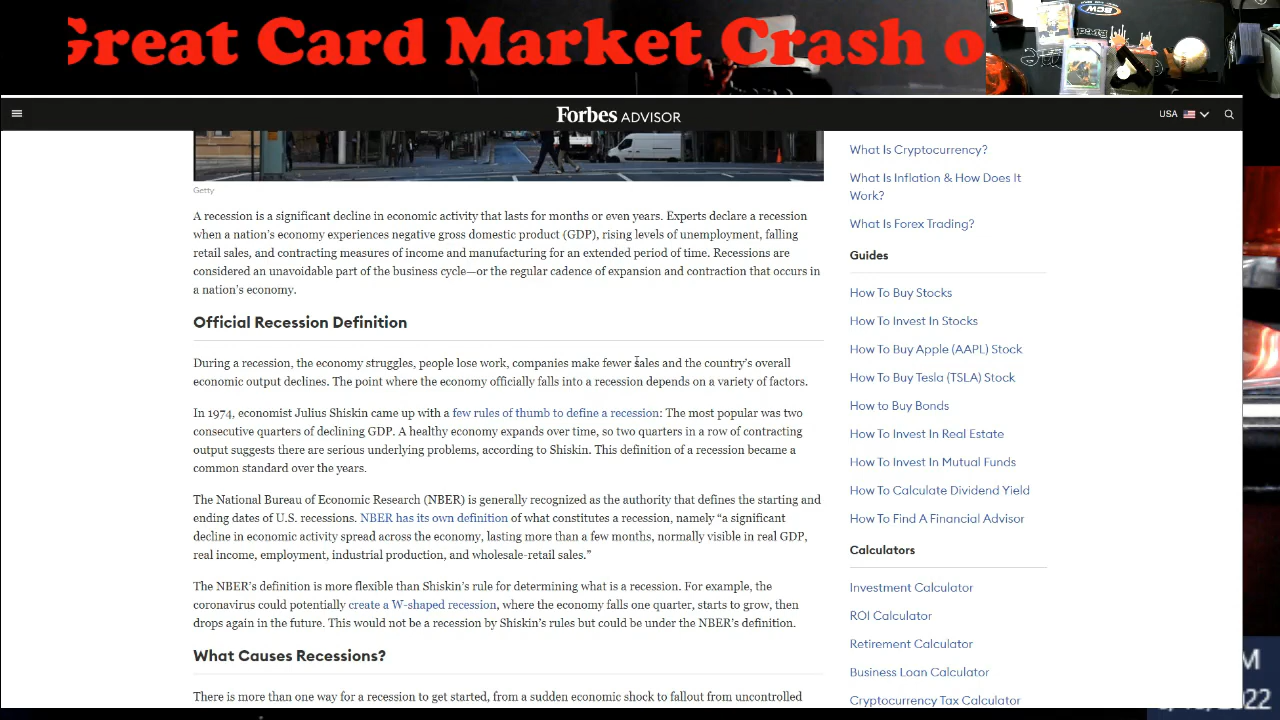 Great Card Market Crash o
Forbes ADVISOR
USA
Getty
A recession is a significant decline in economic activity that lasts for months or even years. Experts declare a recession
when a nation's economy experiences negative gross domestic product (GDP), rising levels of unemployment, falling
retail sales, and contracting measures of income and manufacturing for an extended period of time. Recessions are
considered an unavoidable part of the business cycle—or the regular cadence of expansion and contraction that occurs in
a nation's economy.
Official Recession Definition
During a recession, the economy struggles, people lose work, companies make fewer sales and the country's overall
economic output declines. The point where the economy officially falls into a recession depends on a variety of factors.
In 1974, economist Julius Shiskin came up with a few rules of thumb to define a recession: The most popular was two
consecutive quarters of declining GDP. A healthy economy expands over time, so two quarters in a row of contracting
output suggests there are serious underlying problems, according to Shiskin. This definition of a recession became a
common standard over the years.
The National Bureau of Economic Research (NBER) is generally recognized as the authority that defines the starting and
ending dates of U.S. recessions. NBER has its own definition of what constitutes a recession, namely “a significant
decline in economic activity spread across the economy, lasting more than a few months, normally visible in real GDP,
real income, employment, industrial production, and wholesale-retail sales.”
The NBER's definition is more flexible than Shiskin's rule for determining what is a recession. For example, the
coronavirus could potentially create a W-shaped recession, where the economy falls one quarter, starts to grow, then
drops again in the future. This would not be a recession by Shiskin's rules but could be under the NBER's definition.
What Causes Recessions?
There is more than one way for a recession to get started, from a sudden economic shock to fallout from uncontrolled
What Is Cryptocurrency?
What Is Inflation & How Does It
Work?
What Is Forex Trading?
Guides
How To Buy Stocks
How To Invest In Stocks
How To Buy Apple (AAPL) Stock
How To Buy Tesla (TSLA) Stock
How to Buy Bonds
How To Invest In Real Estate
How To Invest In Mutual Funds
How To Calculate Dividend Yield
How To Find A Financial Advisor
Calculators
Investment Calculator
ROI Calculator
Retirement Calculator
Business Loan Calculator
Cryptocurrency Tax Calculator
BCW
M
2022